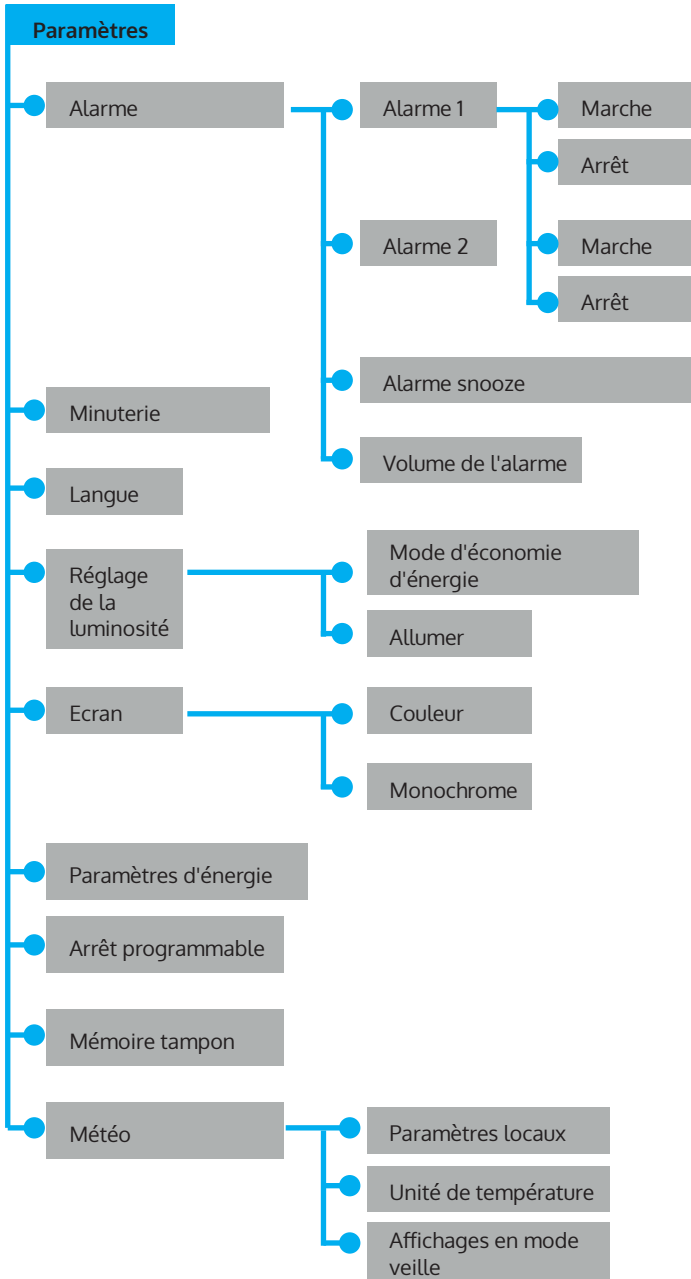 Paramètres
Alarme
Alarme 1
Marche
Arrêt
Alarme 2
Marche
Arrêt
Alarme snooze
Volume de l'alarme
Minuterie
Langue
Réglage
de la
luminosité
Mode d'économie
d'énergie
Allumer
Ecran
Couleur
Monochrome
Paramètres d'énergie
Arrêt programmable
Mémoire tampon
Météo
Paramètres locaux
Unité de température
Affichages en mode
veille